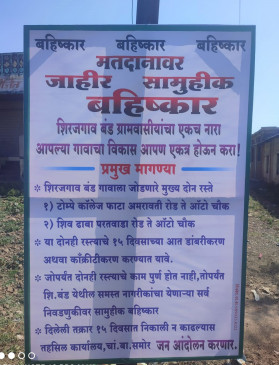 बहिष्कार बहिष्कार बहिष्कार
मतदानावर
जाहीर सामुहीक
बहिष्कार
शिरजगाव बंड ग्रामवासीयांचा एकच नारा
आपल्या गावाचा विकास आपण एकत्र होऊन करा!
प्रमुख मागण्या
शिरजगाव बंड गावाला जोडणारे मुख्य दोन रस्ते
१) टोम्पे कॉलेज फाटा अमरावती रोड ते ऑटो चौक
२) शिव ढाबा परतवाडा रोड ते ऑटो चौक
या दोनही रस्त्याचे १५ दिवसाच्या आत डांबरीकरण
अथवा काँक्रीटीकरण करण्यात यावे.
जोपर्यंत दोनही रस्त्याचे काम पुर्ण होत नाही,तोपर्यंत
शि.बंड येथील समस्त नागरीकांचा येणाऱ्या सर्व
निवडणुकीवर सामुहीक बहिष्कार
दिलेली तक्रार १५ दिवसात निकाली न काढल्यास
तहसिल कार्यालय,चां.बा.समोर जन आंदोलन करणार.